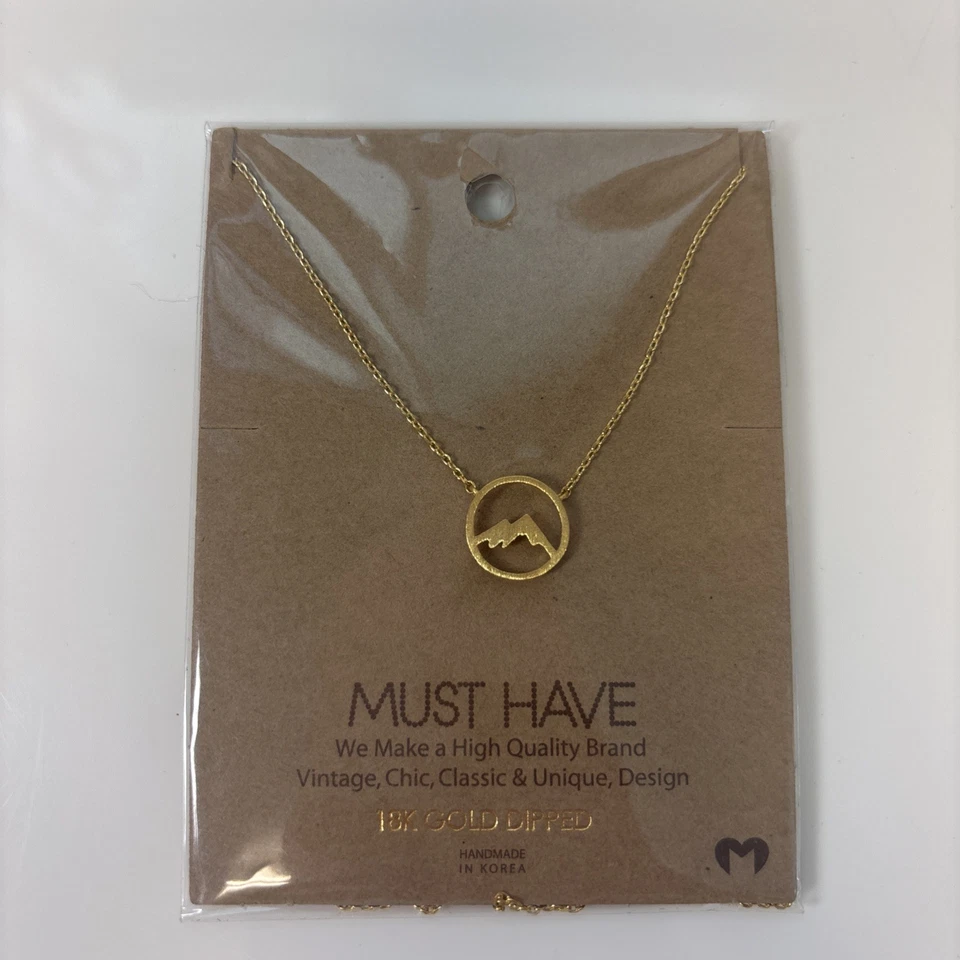 MUST HAVE
We Make a High Quality Brand
Vintage, Chic, Classic & Unique, Design
18K GOLD DIPPED
HANDMADE
IN KOREA
M